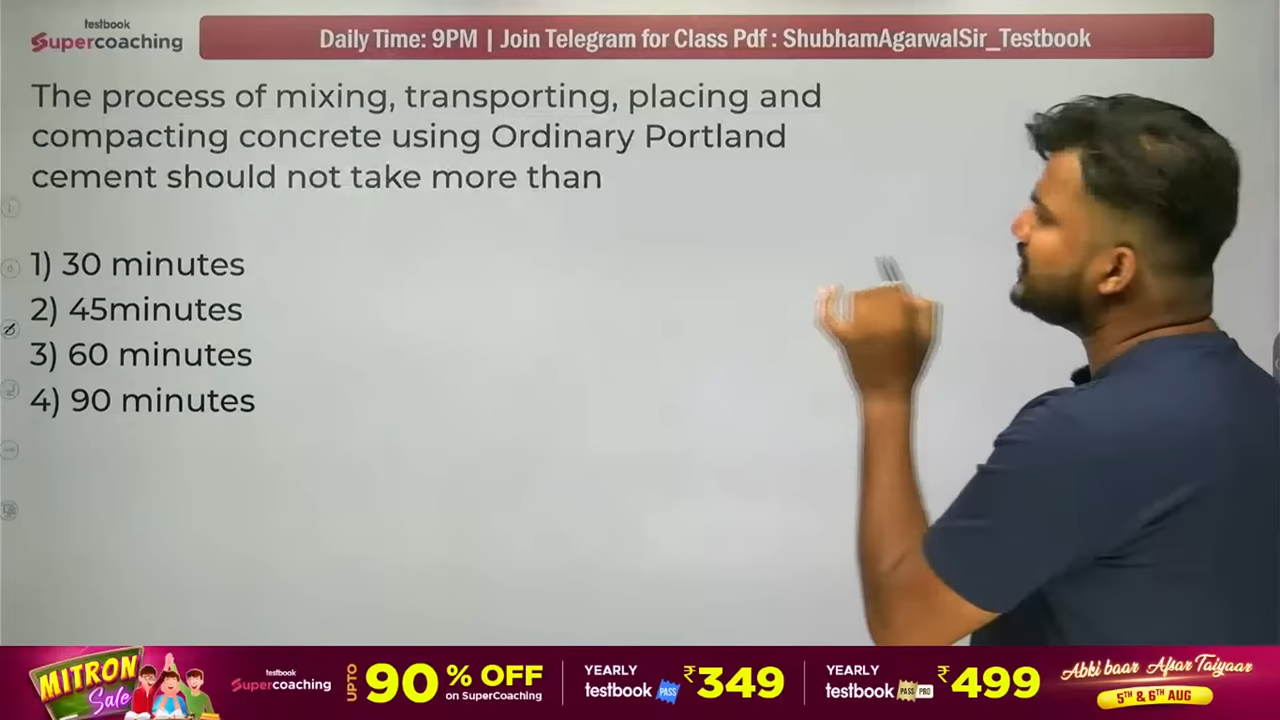 testbook
Supercoaching
Daily Time: 9PM | Join Telegram for Class Pdf : ShubhamAgarwalSir_Testbook
The process of mixing, transporting, placing and
compacting concrete using Ordinary Portland
cement should not take more than
1) 30 minutes
2) 45minutes
3) 60 minutes
4) 90 minutes
MITRON
Sale
testbook
Supercoaching
UPTO
90 % OFF
on SuperCoaching
YEARLY
testbook PASS
₹349
YEARLY
testbook PASS PRO
₹499
Abki baar Afsar Taiyaar
5TH & 6TH AUG